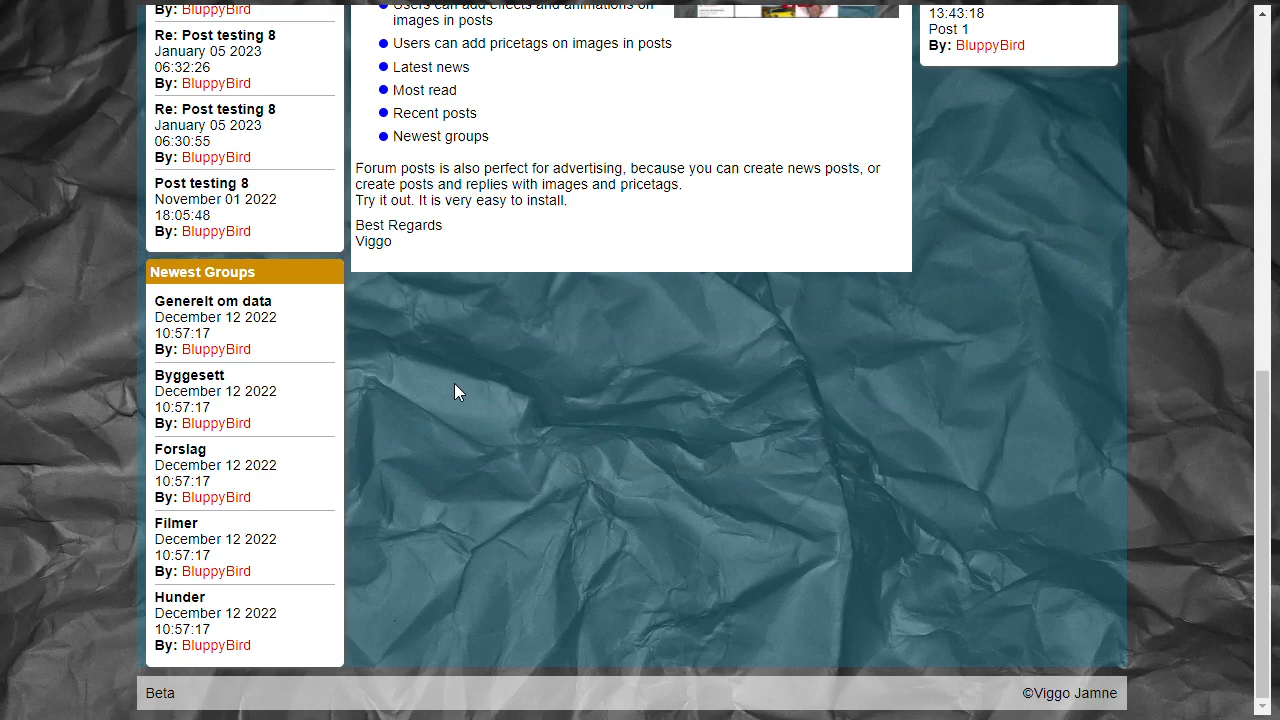 By: BluppyBird
Re: Post testing 8
January 05 2023
06:32:26
By: BluppyBird
Re: Post testing 8
January 05 2023
06:30:55
By: BluppyBird
Post testing 8
November 01 2022
18:05:48
By: BluppyBird
Newest Groups
Generelt om data
December 12 2022
10:57:17
By: BluppyBird
Byggesett
December 12 2022
10:57:17
By: BluppyBird
Forslag
December 12 2022
10:57:17
By: BluppyBird
Filmer
December 12 2022
10:57:17
By: BluppyBird
Hunder
December 12 2022
10:57:17
By: BluppyBird
Users can add effects and animations on
images in posts
Users can add pricetags on images in posts
Latest news
Most read
Recent posts
Newest groups
Forum posts is also perfect for advertising, because you can create news posts, or
create posts and replies with images and pricetags.
Try it out. It is very easy to install.
Best Regards
Viggo
13:43:18
Post 1
By: BluppyBird
Beta
©Viggo Jamne